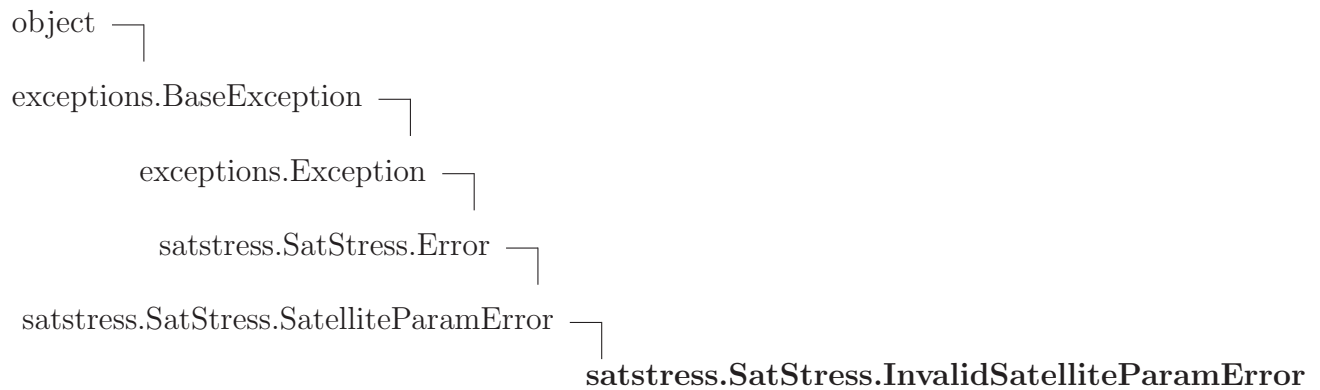 object
exceptions.BaseException
exceptions.Exception
satstress.SatStress.Error
satstress.SatStress.SatelliteParamError
satstress.SatStress.InvalidSatelliteParamError